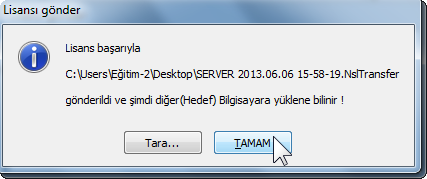 Lisansı gönder
Lisans başarıyla
C:\Users\Eğitim-2\Desktop\SERVER 2013.06.06 15-58-19.NslTransfer
gönderildi ve şimdi diğer(Hedef) Bilgisayara yüklene bilinir !
Tara... TAMAM